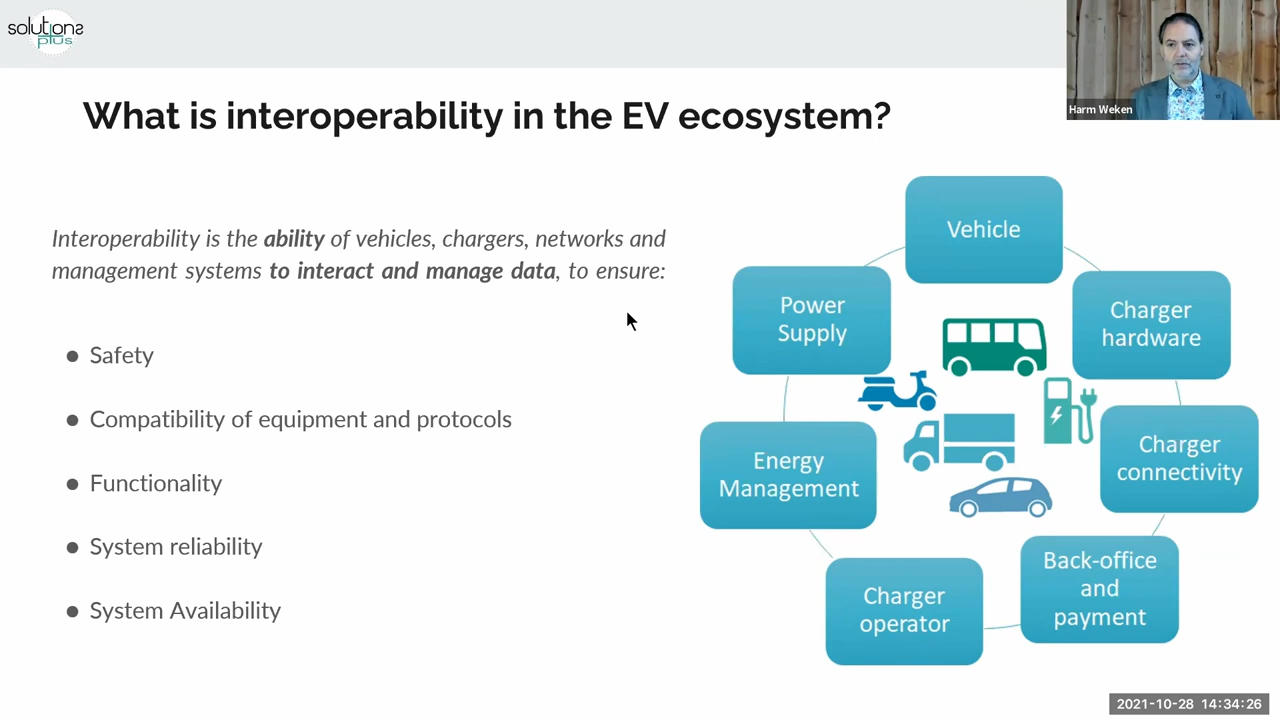 solutions
plus
Harm Weken
What is interoperability in the EV ecosystem?
Interoperability is the ability of vehicles, chargers, networks and
management systems to interact and manage data, to ensure:
● Safety
● Compatibility of equipment and protocols
● Functionality
● System reliability
● System Availability
Vehicle
Charger
hardware
Charger
connectivity
Back-office
and
payment
Charger
operator
Energy
Management
Power
Supply
2021-10-28 14:34:26